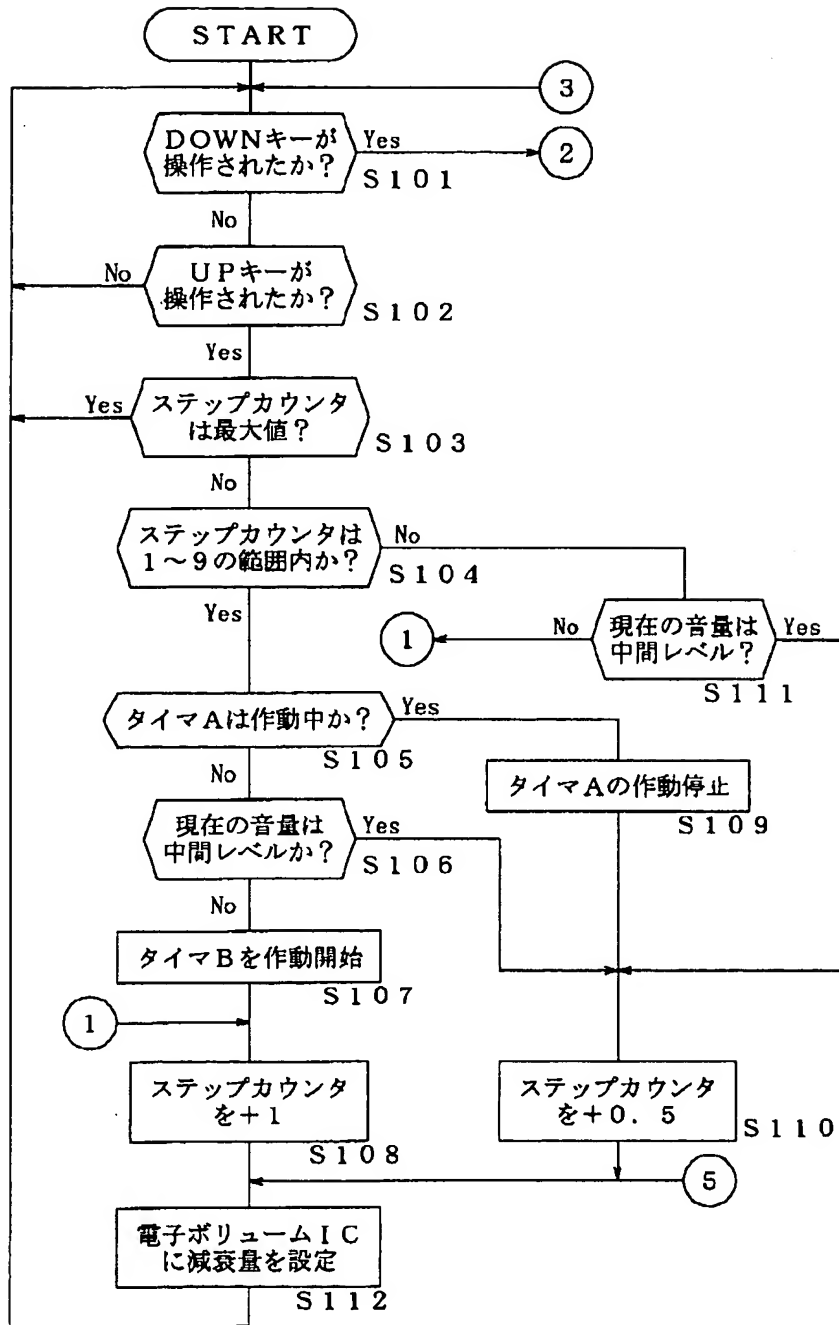 START
3
DOWNキーが
操作されたか？
Yes
2
S101
No
UPキーが
操作されたか？
No
S102
Yes
ステップカウンタ
は最大値？
Yes
S103
No
ステップカウンタは
1～9の範囲内か？
No
S104
Yes
現在の音量は
中間レベル？
No
1
Yes
S111
タイマAは作動中か？
Yes
S105
No
タイマAの作動停止
S109
現在の音量は
中間レベルか？
Yes
S106
No
タイマBを作動開始
S107
1
ステップカウンタ
を＋1
S108
ステップカウンタ
を＋0．5
S110
5
電子ボリュームIC
に減衰量を設定
S112